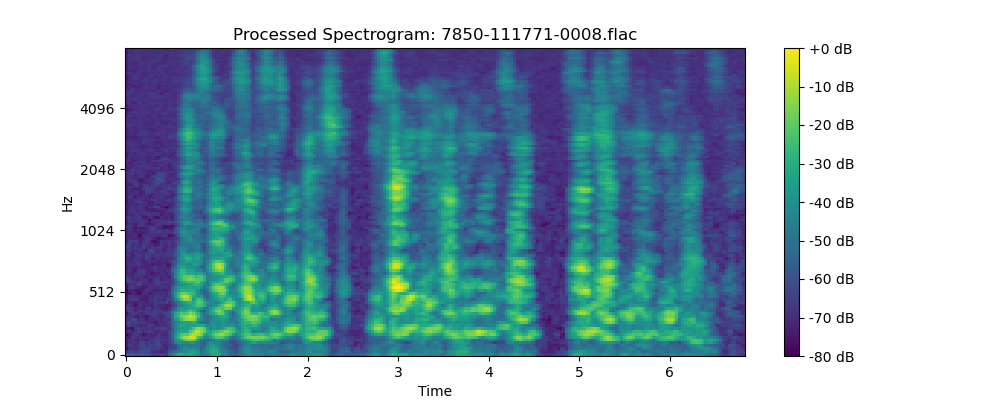 Processed Spectrogram: 7850-111771-0008.flac
Hz
4096
2048
1024
512
0
0 1 2 3 4 5 6
Time
+0 dB
-10 dB
-20 dB
-30 dB
-40 dB
-50 dB
-60 dB
-70 dB
-80 dB